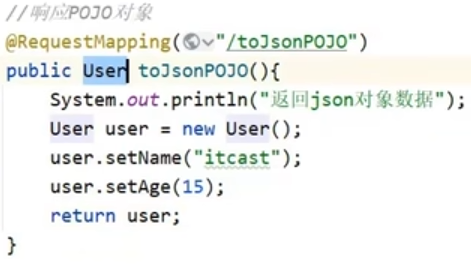 //响应POJO对象
@RequestMapping("/toJsonPOJO")
public User toJsonPOJO(){
System.out.println("返回json对象数据");
User user = new User();
user.setName("itcast");
user.setAge(15);
return user;
}